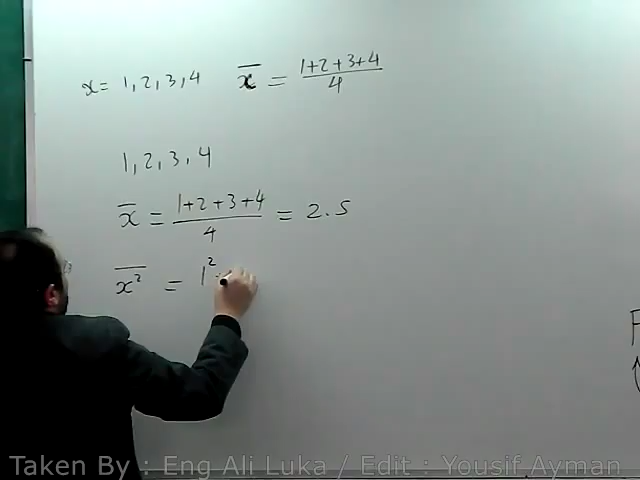 x = 1, 2, 3, 4   x̅ = (1+2+3+4)/4
1, 2, 3, 4
x̅ = (1+2+3+4)/4 = 2.5
x̅²̅ = 1²
Taken By : Eng Ali Luka / Edit : Yousif Ayman